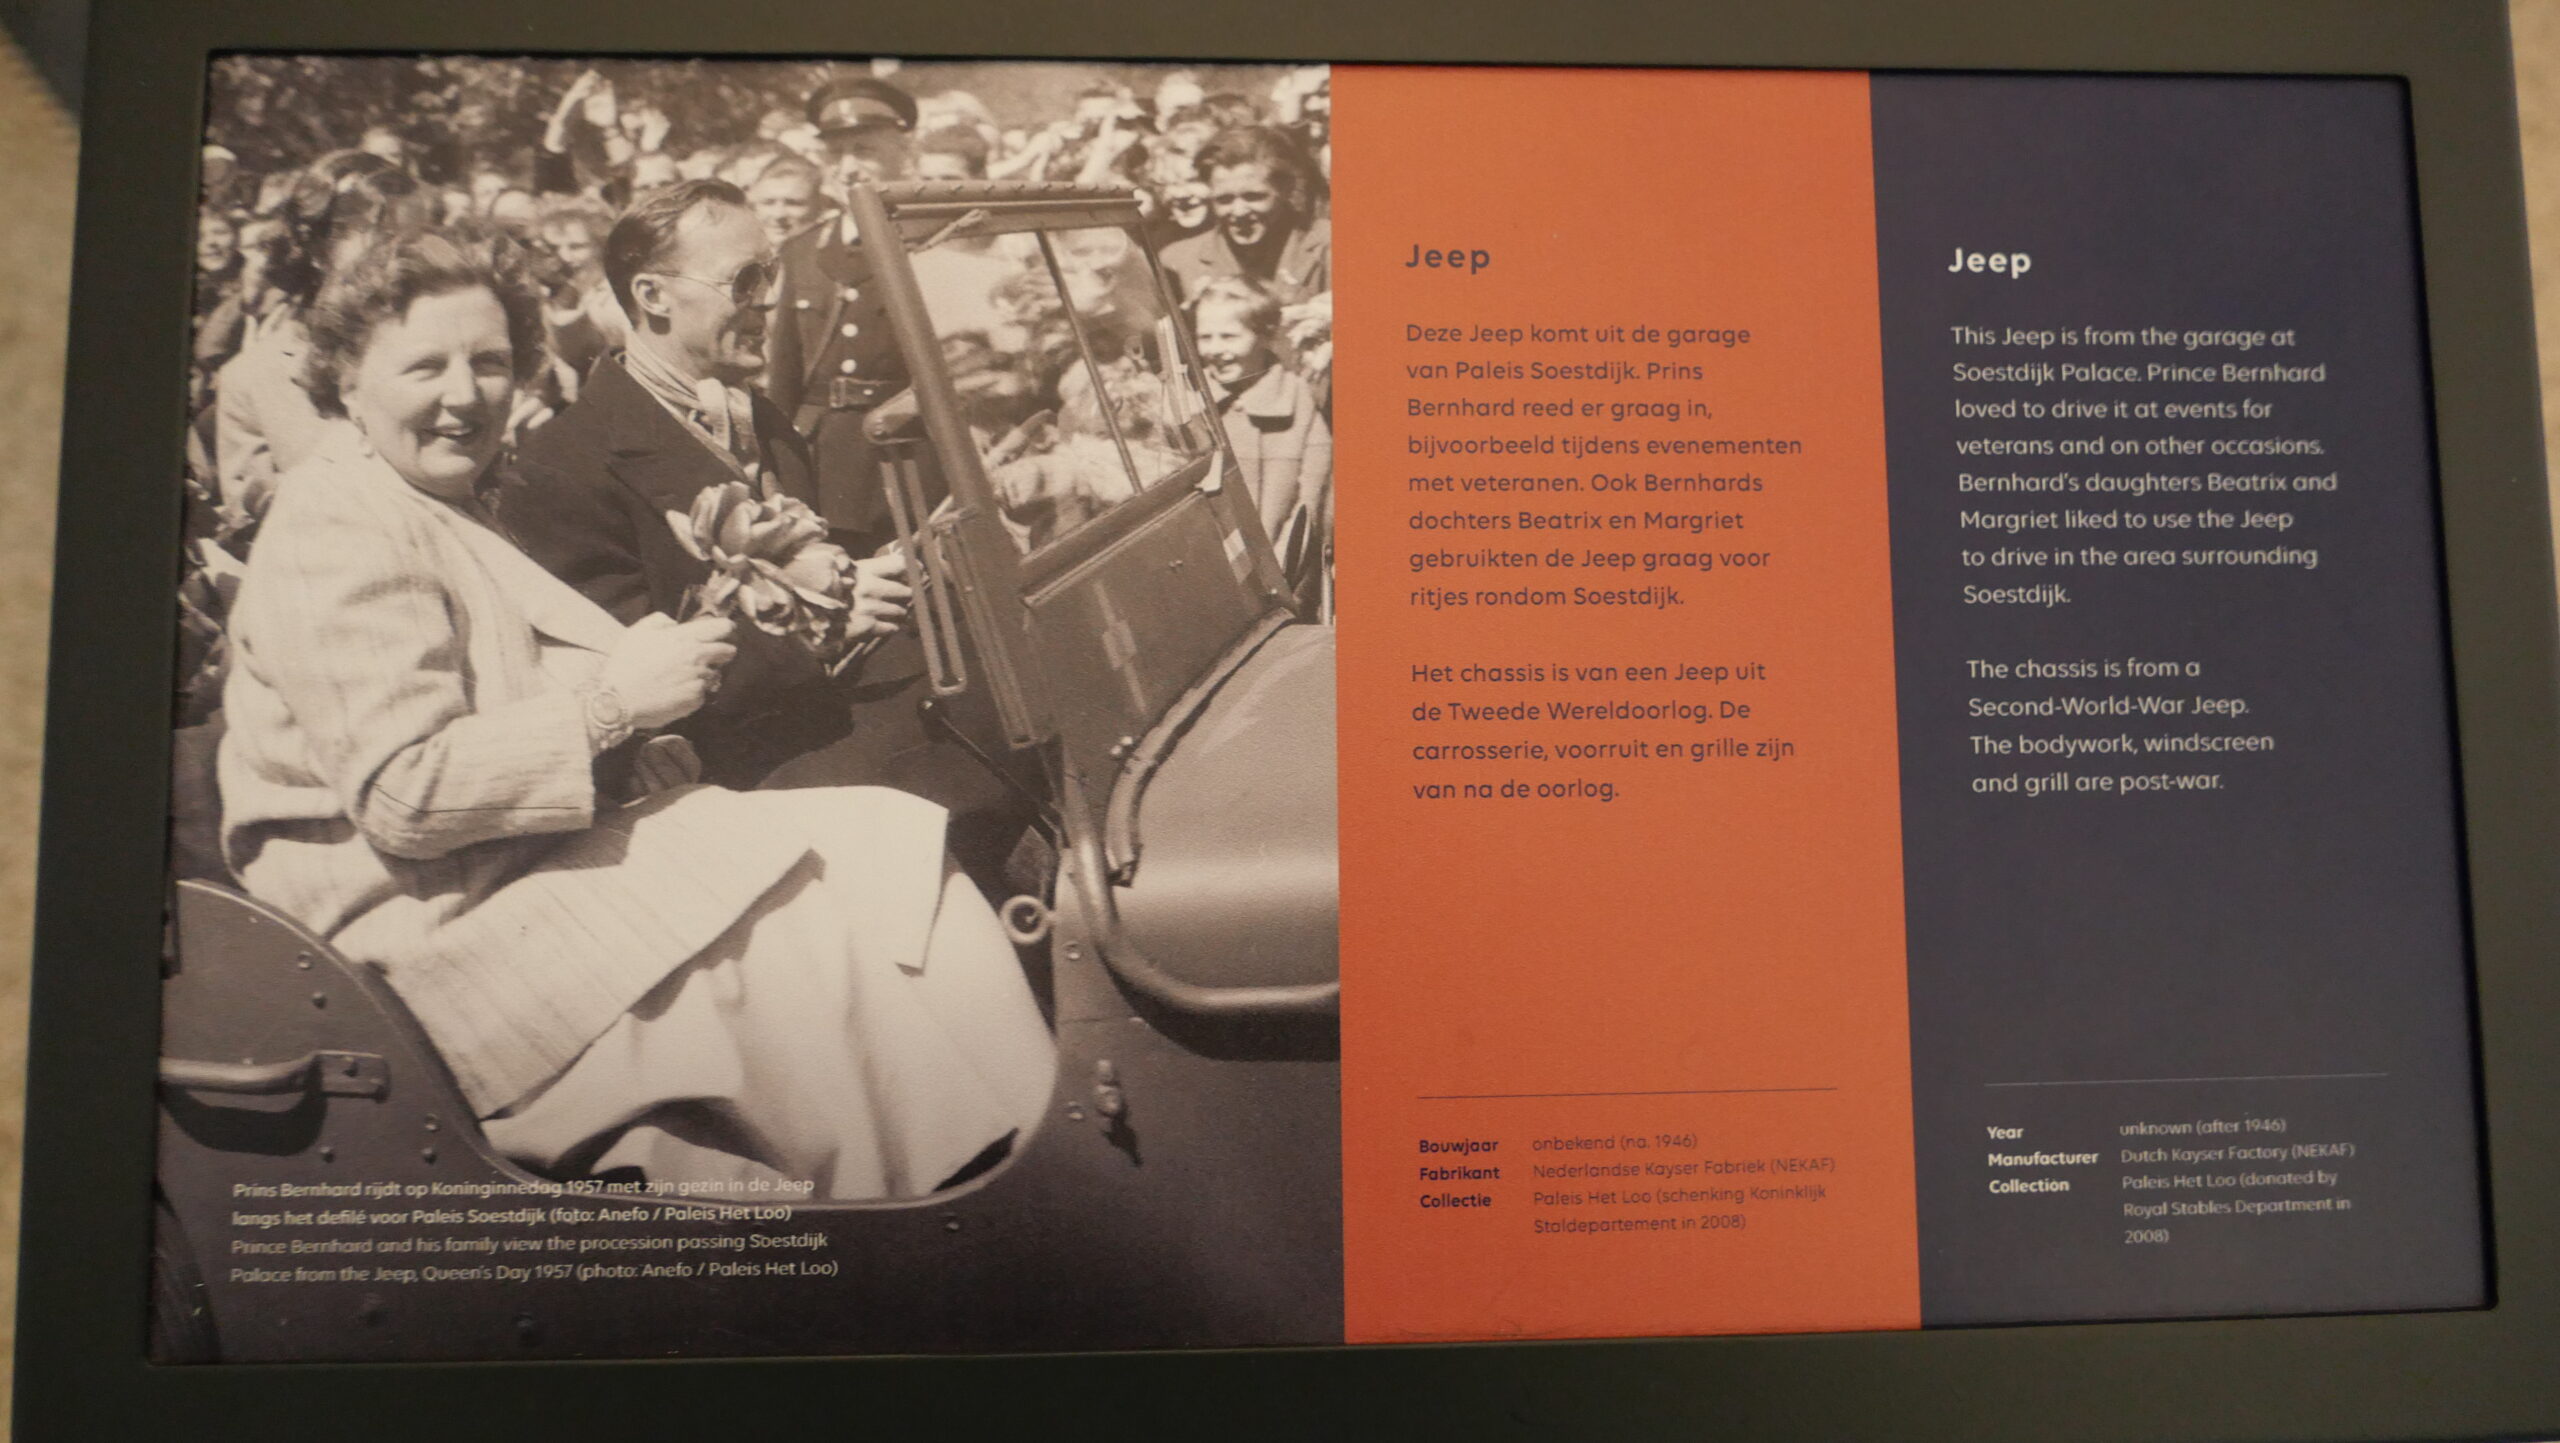 Prins Bernhard rijdt op Koninginnedag 1957 met zijn gezin in de Jeep
langs het defilé voor Paleis Soestdijk (foto: Anefo / Paleis Het Loo)
Prince Bernhard and his family view the procession passing Soestdijk
Palace from the Jeep, Queen's Day 1957 (photo: Anefo / Paleis Het Loo)
Jeep
Deze Jeep komt uit de garage
van Paleis Soestdijk. Prins
Bernhard reed er graag in,
bijvoorbeeld tijdens evenementen
met veteranen. Ook Bernhards
dochters Beatrix en Margriet
gebruikten de Jeep graag voor
ritjes rondom Soestdijk.
Het chassis is van een Jeep uit
de Tweede Wereldoorlog. De
carrosserie, voorruit en grille zijn
van na de oorlog.
Bouwjaar onbekend (na. 1946)
Fabrikant Nederlandse Kayser Fabriek (NEKAF)
Collectie Paleis Het Loo (schenking Koninklijk
Staldepartement in 2008)
Jeep
This Jeep is from the garage at
Soestdijk Palace. Prince Bernhard
loved to drive it at events for
veterans and on other occasions.
Bernhard's daughters Beatrix and
Margriet liked to use the Jeep
to drive in the area surrounding
Soestdijk.
The chassis is from a
Second-World-War Jeep.
The bodywork, windscreen
and grill are post-war.
Year unknown (after 1946)
Manufacturer Dutch Kayser Factory (NEKAF)
Collection Paleis Het Loo (donated by
Royal Stables Department in
2008)